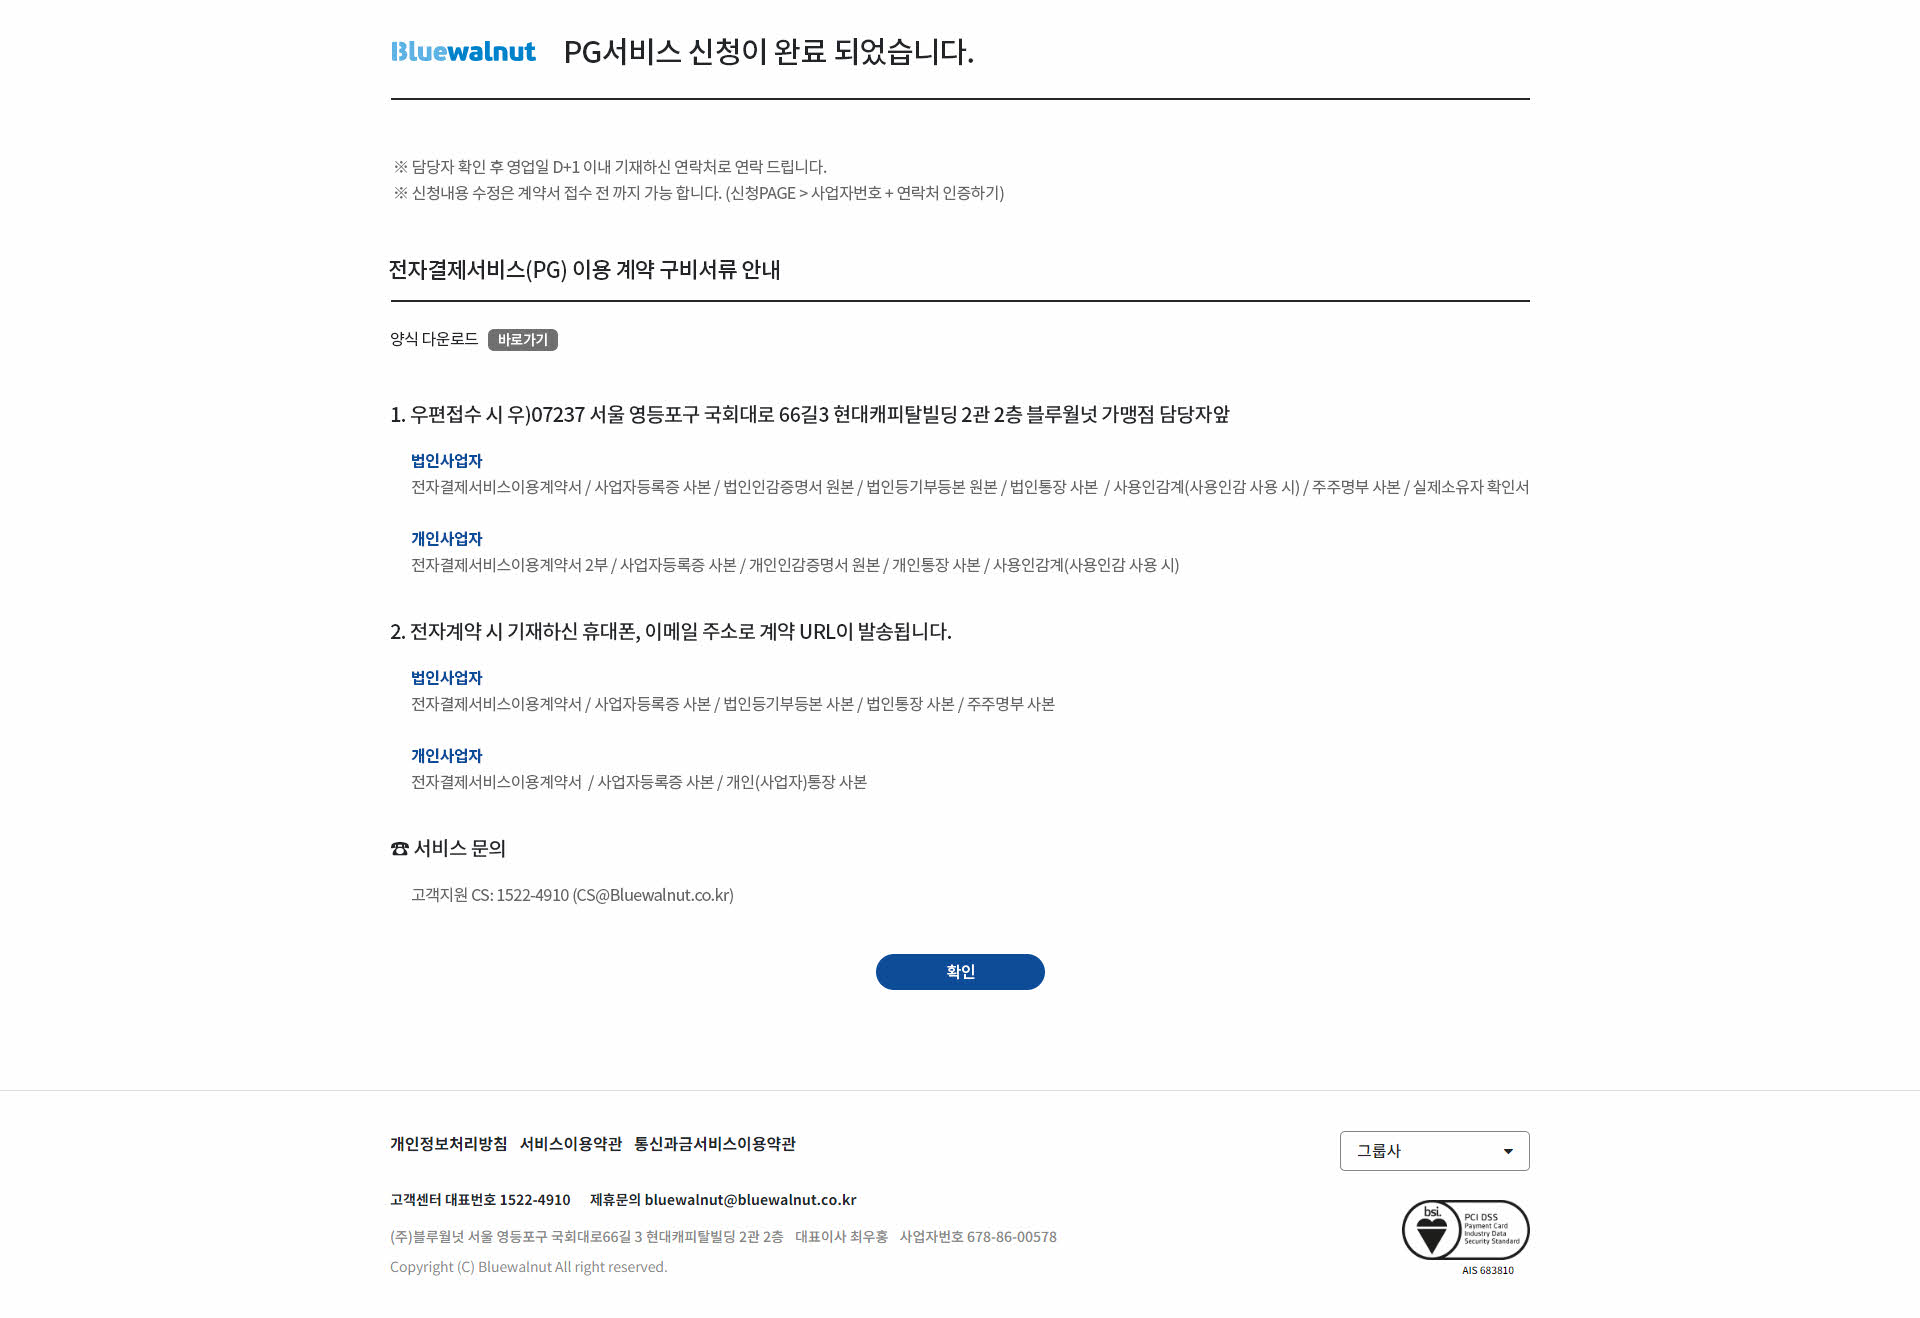 Bluewalnut PG서비스 신청이 완료 되었습니다.
※ 담당자 확인 후 영업일 D+1 이내 기재하신 연락처로 연락 드립니다.
※ 신청내용 수정은 계약서 접수 전 까지 가능 합니다. (신청PAGE > 사업자번호 + 연락처 인증하기)
전자결제서비스(PG) 이용 계약 구비서류 안내
양식 다운로드 바로가기
1. 우편접수 시 우)07237 서울 영등포구 국회대로 66길3 현대캐피탈빌딩 2관 2층 블루월넛 가맹점 담당자앞
법인사업자
전자결제서비스이용계약서 / 사업자등록증 사본 / 법인인감증명서 원본 / 법인등기부등본 원본 / 법인통장 사본 / 사용인감계(사용인감 사용 시) / 주주명부 사본 / 실제소유자 확인서
개인사업자
전자결제서비스이용계약서 2부 / 사업자등록증 사본 / 개인인감증명서 원본 / 개인통장 사본 / 사용인감계(사용인감 사용 시)
2. 전자계약 시 기재하신 휴대폰, 이메일 주소로 계약 URL이 발송됩니다.
법인사업자
전자결제서비스이용계약서 / 사업자등록증 사본 / 법인등기부등본 사본 / 법인통장 사본 / 주주명부 사본
개인사업자
전자결제서비스이용계약서 / 사업자등록증 사본 / 개인(사업자)통장 사본
☎ 서비스 문의
고객지원 CS: 1522-4910 (CS@Bluewalnut.co.kr)
확인
개인정보처리방침 서비스이용약관 통신과금서비스이용약관
그룹사
고객센터 대표번호 1522-4910 제휴문의 bluewalnut@bluewalnut.co.kr
(주)블루월넛 서울 영등포구 국회대로66길 3 현대캐피탈빌딩 2관 2층 대표이사 최우홍 사업자번호 678-86-00578
Copyright (C) Bluewalnut All right reserved.
bsi.
PCI DSS
Payment Card
Industry Data
Security Standard
AIS 683810